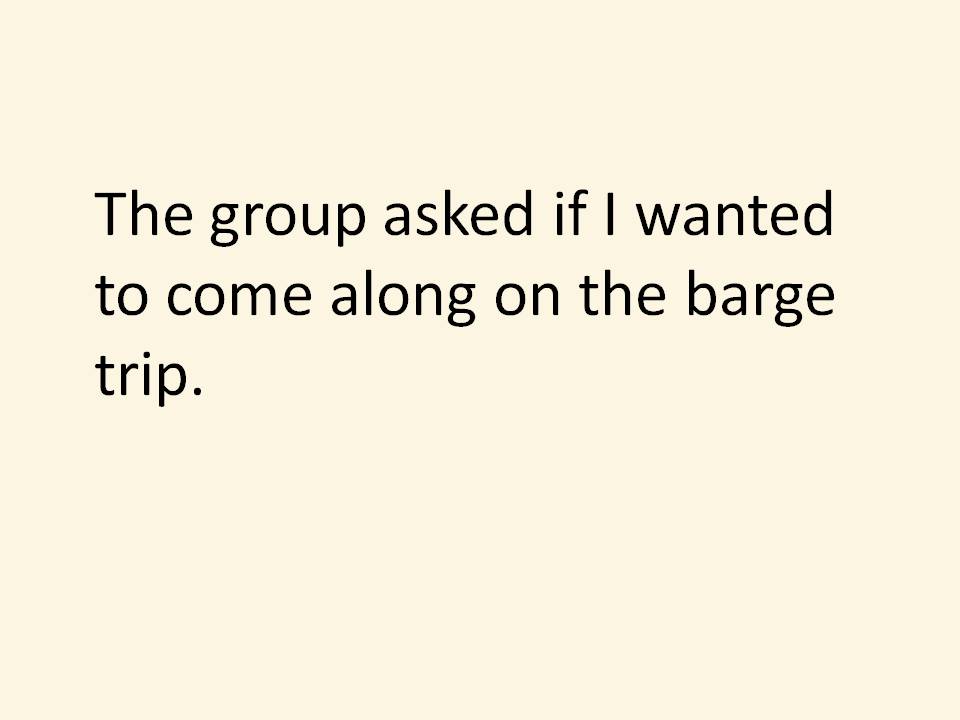 The group asked if I wanted
to come along on the barge
trip.